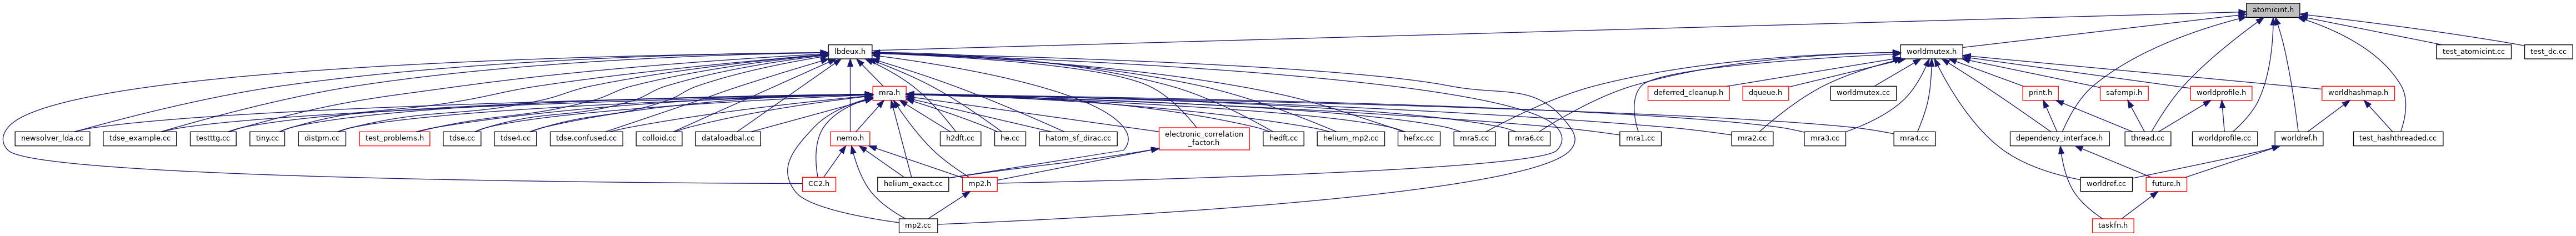 atomicint.h
lbdeux.h
worldmutex.h
test_atomicint.cc
test_dc.cc
mra.h
deferred_cleanup.h
dqueue.h
worldmutex.cc
print.h
safempi.h
worldprofile.h
worldhashmap.h
newsolver_lda.cc
tdse_example.cc
testttg.cc
tiny.cc
distpm.cc
test_problems.h
tdse.cc
tdse4.cc
tdse.confused.cc
colloid.cc
dataloadbal.cc
nemo.h
h2dft.cc
he.cc
hatom_sf_dirac.cc
electronic_correlation
_factor.h
hedft.cc
helium_mp2.cc
hefxc.cc
mra5.cc
mra6.cc
mra1.cc
mra2.cc
mra3.cc
mra4.cc
dependency_interface.h
thread.cc
worldprofile.cc
worldref.h
test_hashthreaded.cc
CC2.h
helium_exact.cc
mp2.h
worldref.cc
future.h
mp2.cc
taskfn.h